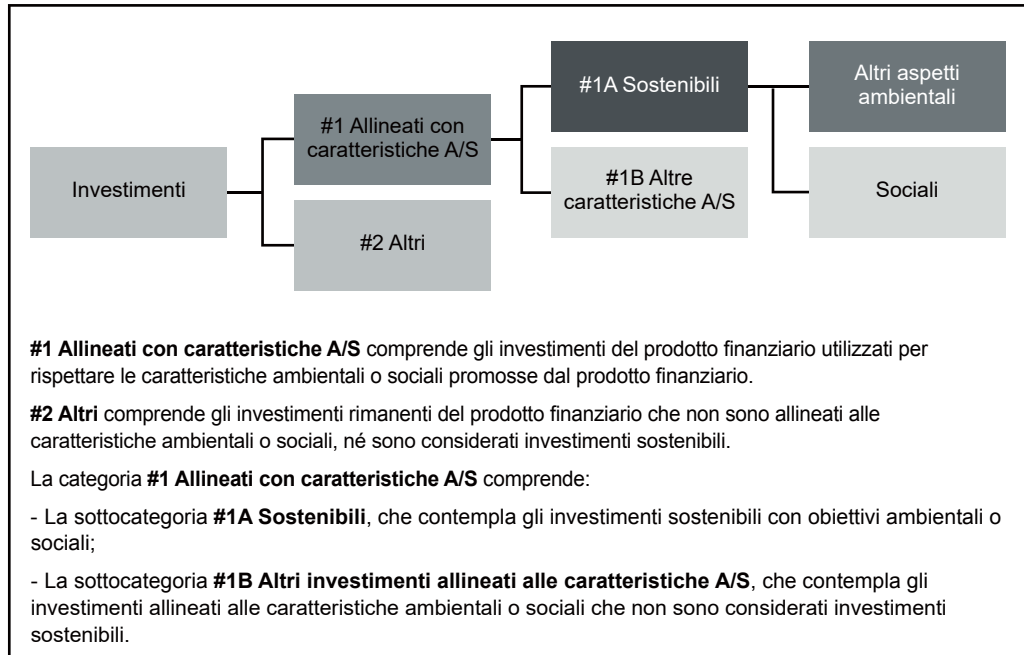 #1A Sostenibili
Altri aspetti
ambientali
#1 Allineati con
caratteristiche A/S
Investimenti
#1B Altre
caratteristiche A/S
Sociali
#2 Altri
#1 Allineati con caratteristiche A/S comprende gli investimenti del prodotto finanziario utilizzati per
rispettare le caratteristiche ambientali o sociali promosse dal prodotto finanziario.
#2 Altri comprende gli investimenti rimanenti del prodotto finanziario che non sono allineati alle
caratteristiche ambientali o sociali, né sono considerati investimenti sostenibili.
La categoria #1 Allineati con caratteristiche A/S comprende:
- La sottocategoria #1A Sostenibili, che contempla gli investimenti sostenibili con obiettivi ambientali o
sociali;
- La sottocategoria #1B Altri investimenti allineati alle caratteristiche A/S, che contempla gli
investimenti allineati alle caratteristiche ambientali o sociali che non sono considerati investimenti
sostenibili.